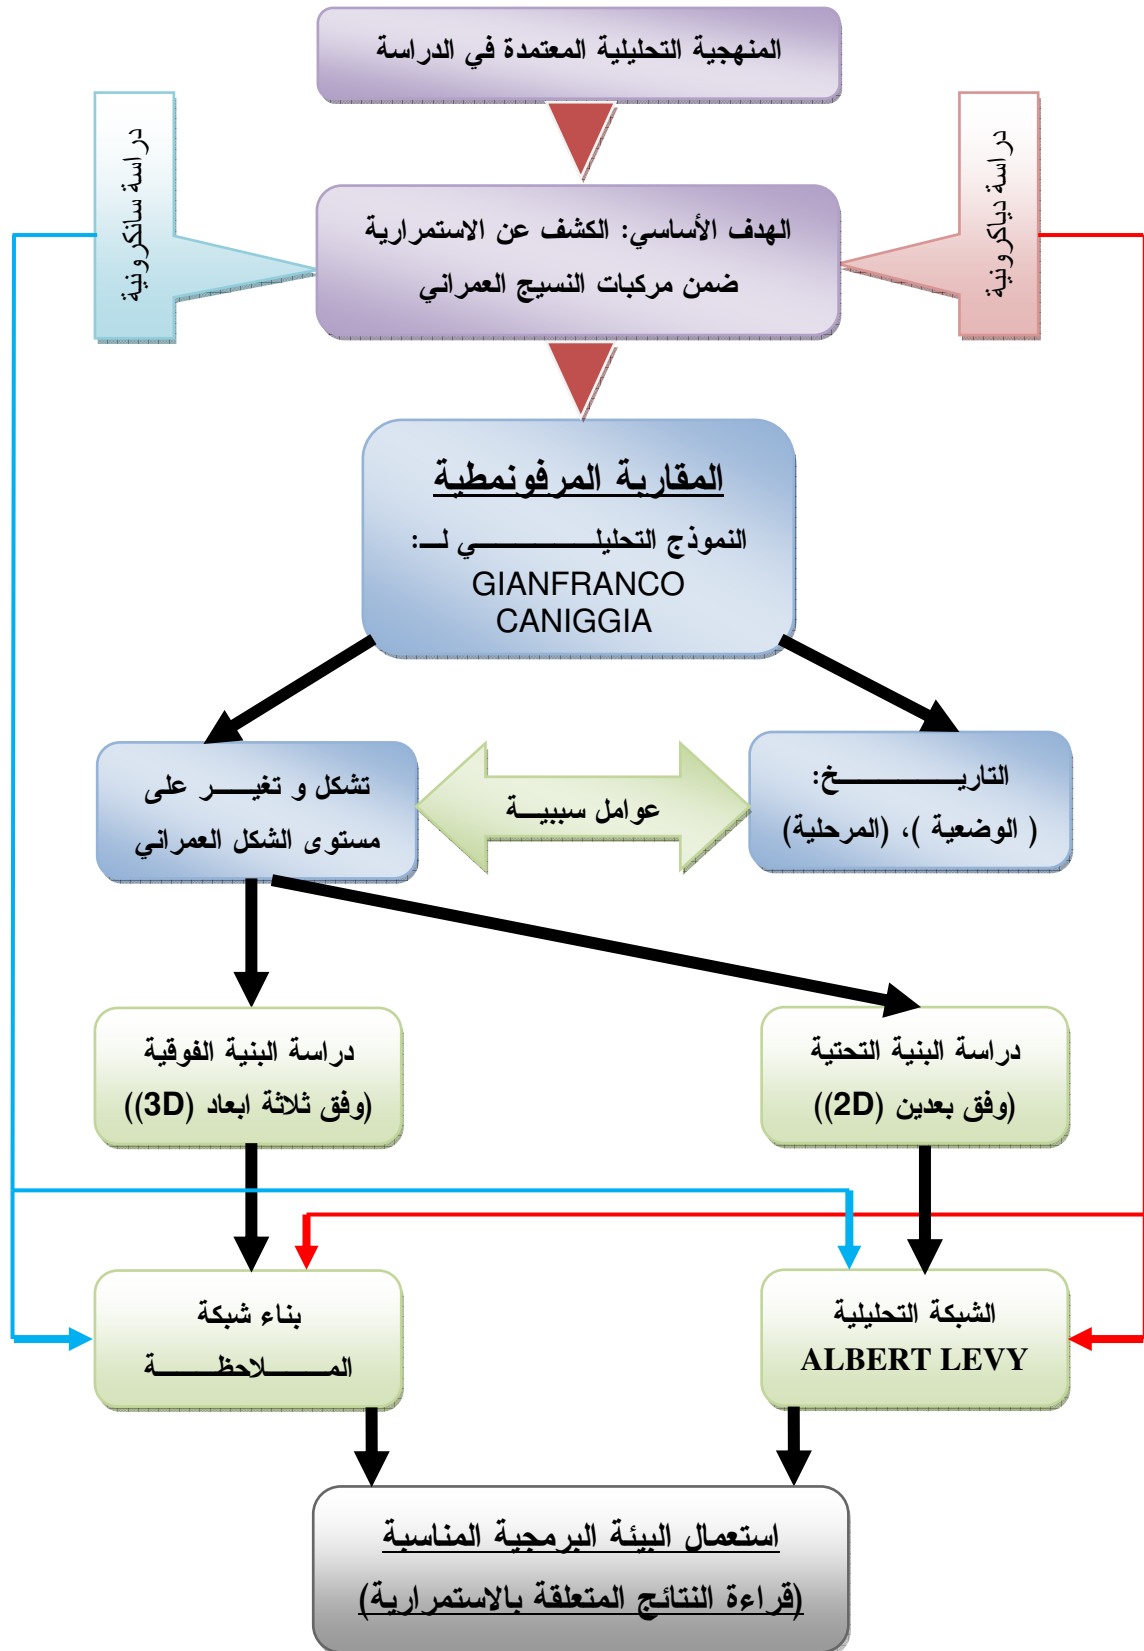 المنهجية التحليلية المعتمدة في الدراسة
دراسة دياكرونية
دراسة سانكرونية
الهدف الأساسي: الكشف عن الاستمرارية
ضمن مركبات النسيج العمراني
المقاربة المرفونمطية
النموذج التحليلـــــــــــــي لـــ:
GIANFRANCO
CANIGGIA
التاريـــــــــــــخ:
( الوضعية )، (المرحلية)
عوامل سببيـــة
تشكل و تغيـــــر على
مستوى الشكل العمراني
دراسة البنية التحتية
(وفق بعدين (2D))
دراسة البنية الفوقية
(وفق ثلاثة ابعاد (3D))
الشبكة التحليلية
ALBERT LEVY
بناء شبكة
المـــــــلاحظـــــــة
استعمال البيئة البرمجية المناسبة
(قراءة النتائج المتعلقة بالاستمرارية)